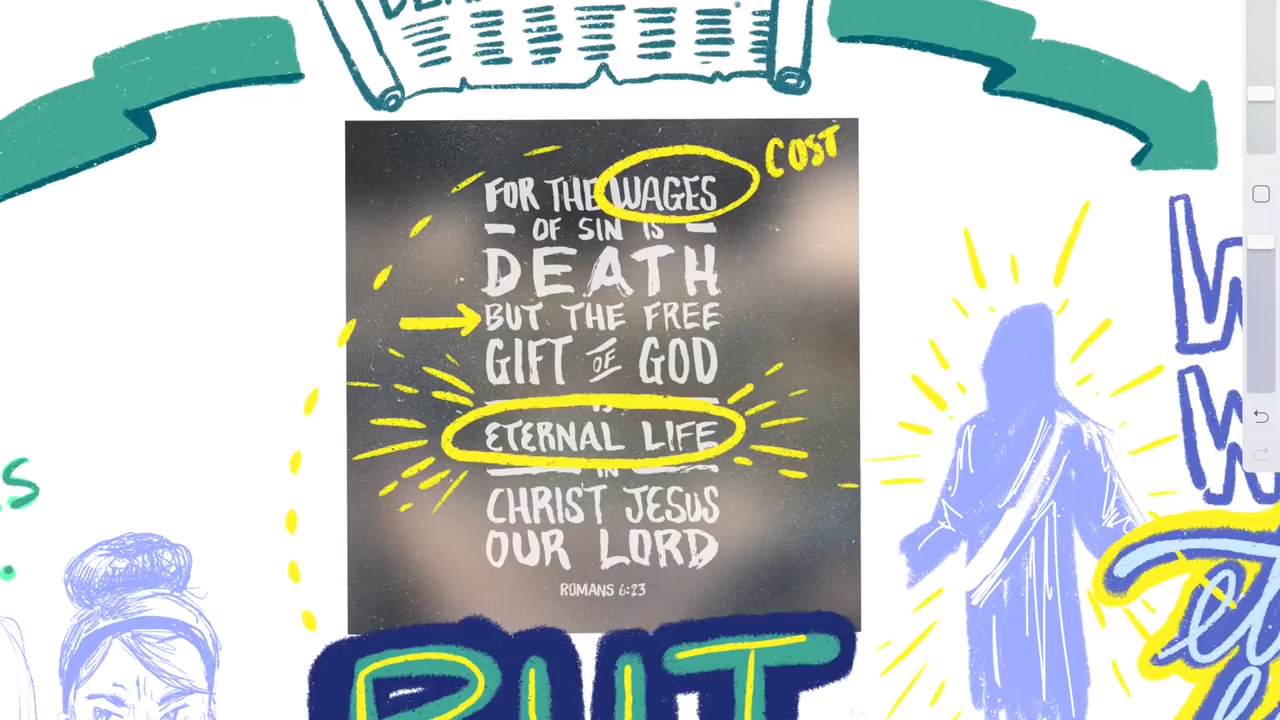 COST
FOR THE WAGES
OF SIN IS
DEATH
BUT THE FREE
GIFT OF GOD
IS
ETERNAL LIFE
IN
CHRIST JESUS
OUR LORD
ROMANS 6:23
BUT